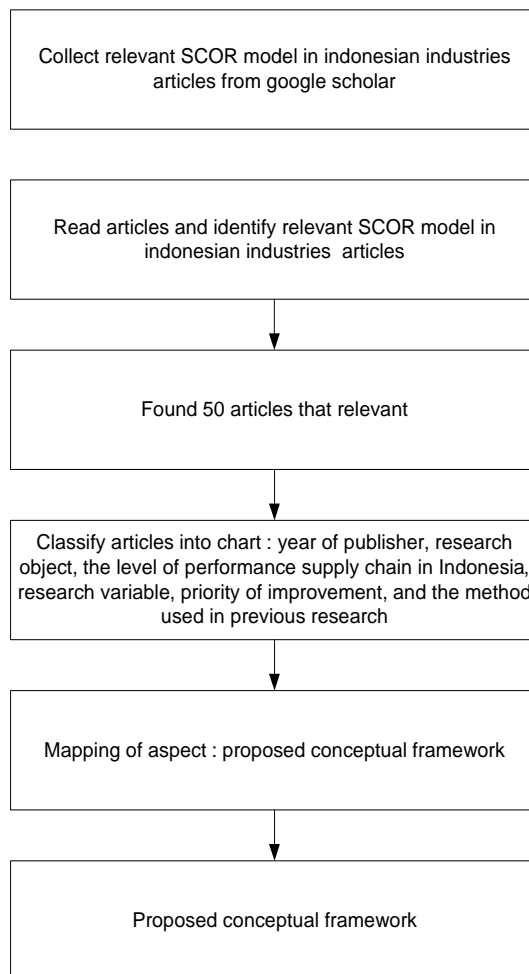 Collect relevant SCOR model in indonesian industries
articles from google scholar
Read articles and identify relevant SCOR model in
indonesian industries articles
Found 50 articles that relevant
Classify articles into chart : year of publisher, research
object, the level of performance supply chain in Indonesia,
research variable, priority of improvement, and the method
used in previous research
Mapping of aspect : proposed conceptual framework
Proposed conceptual framework